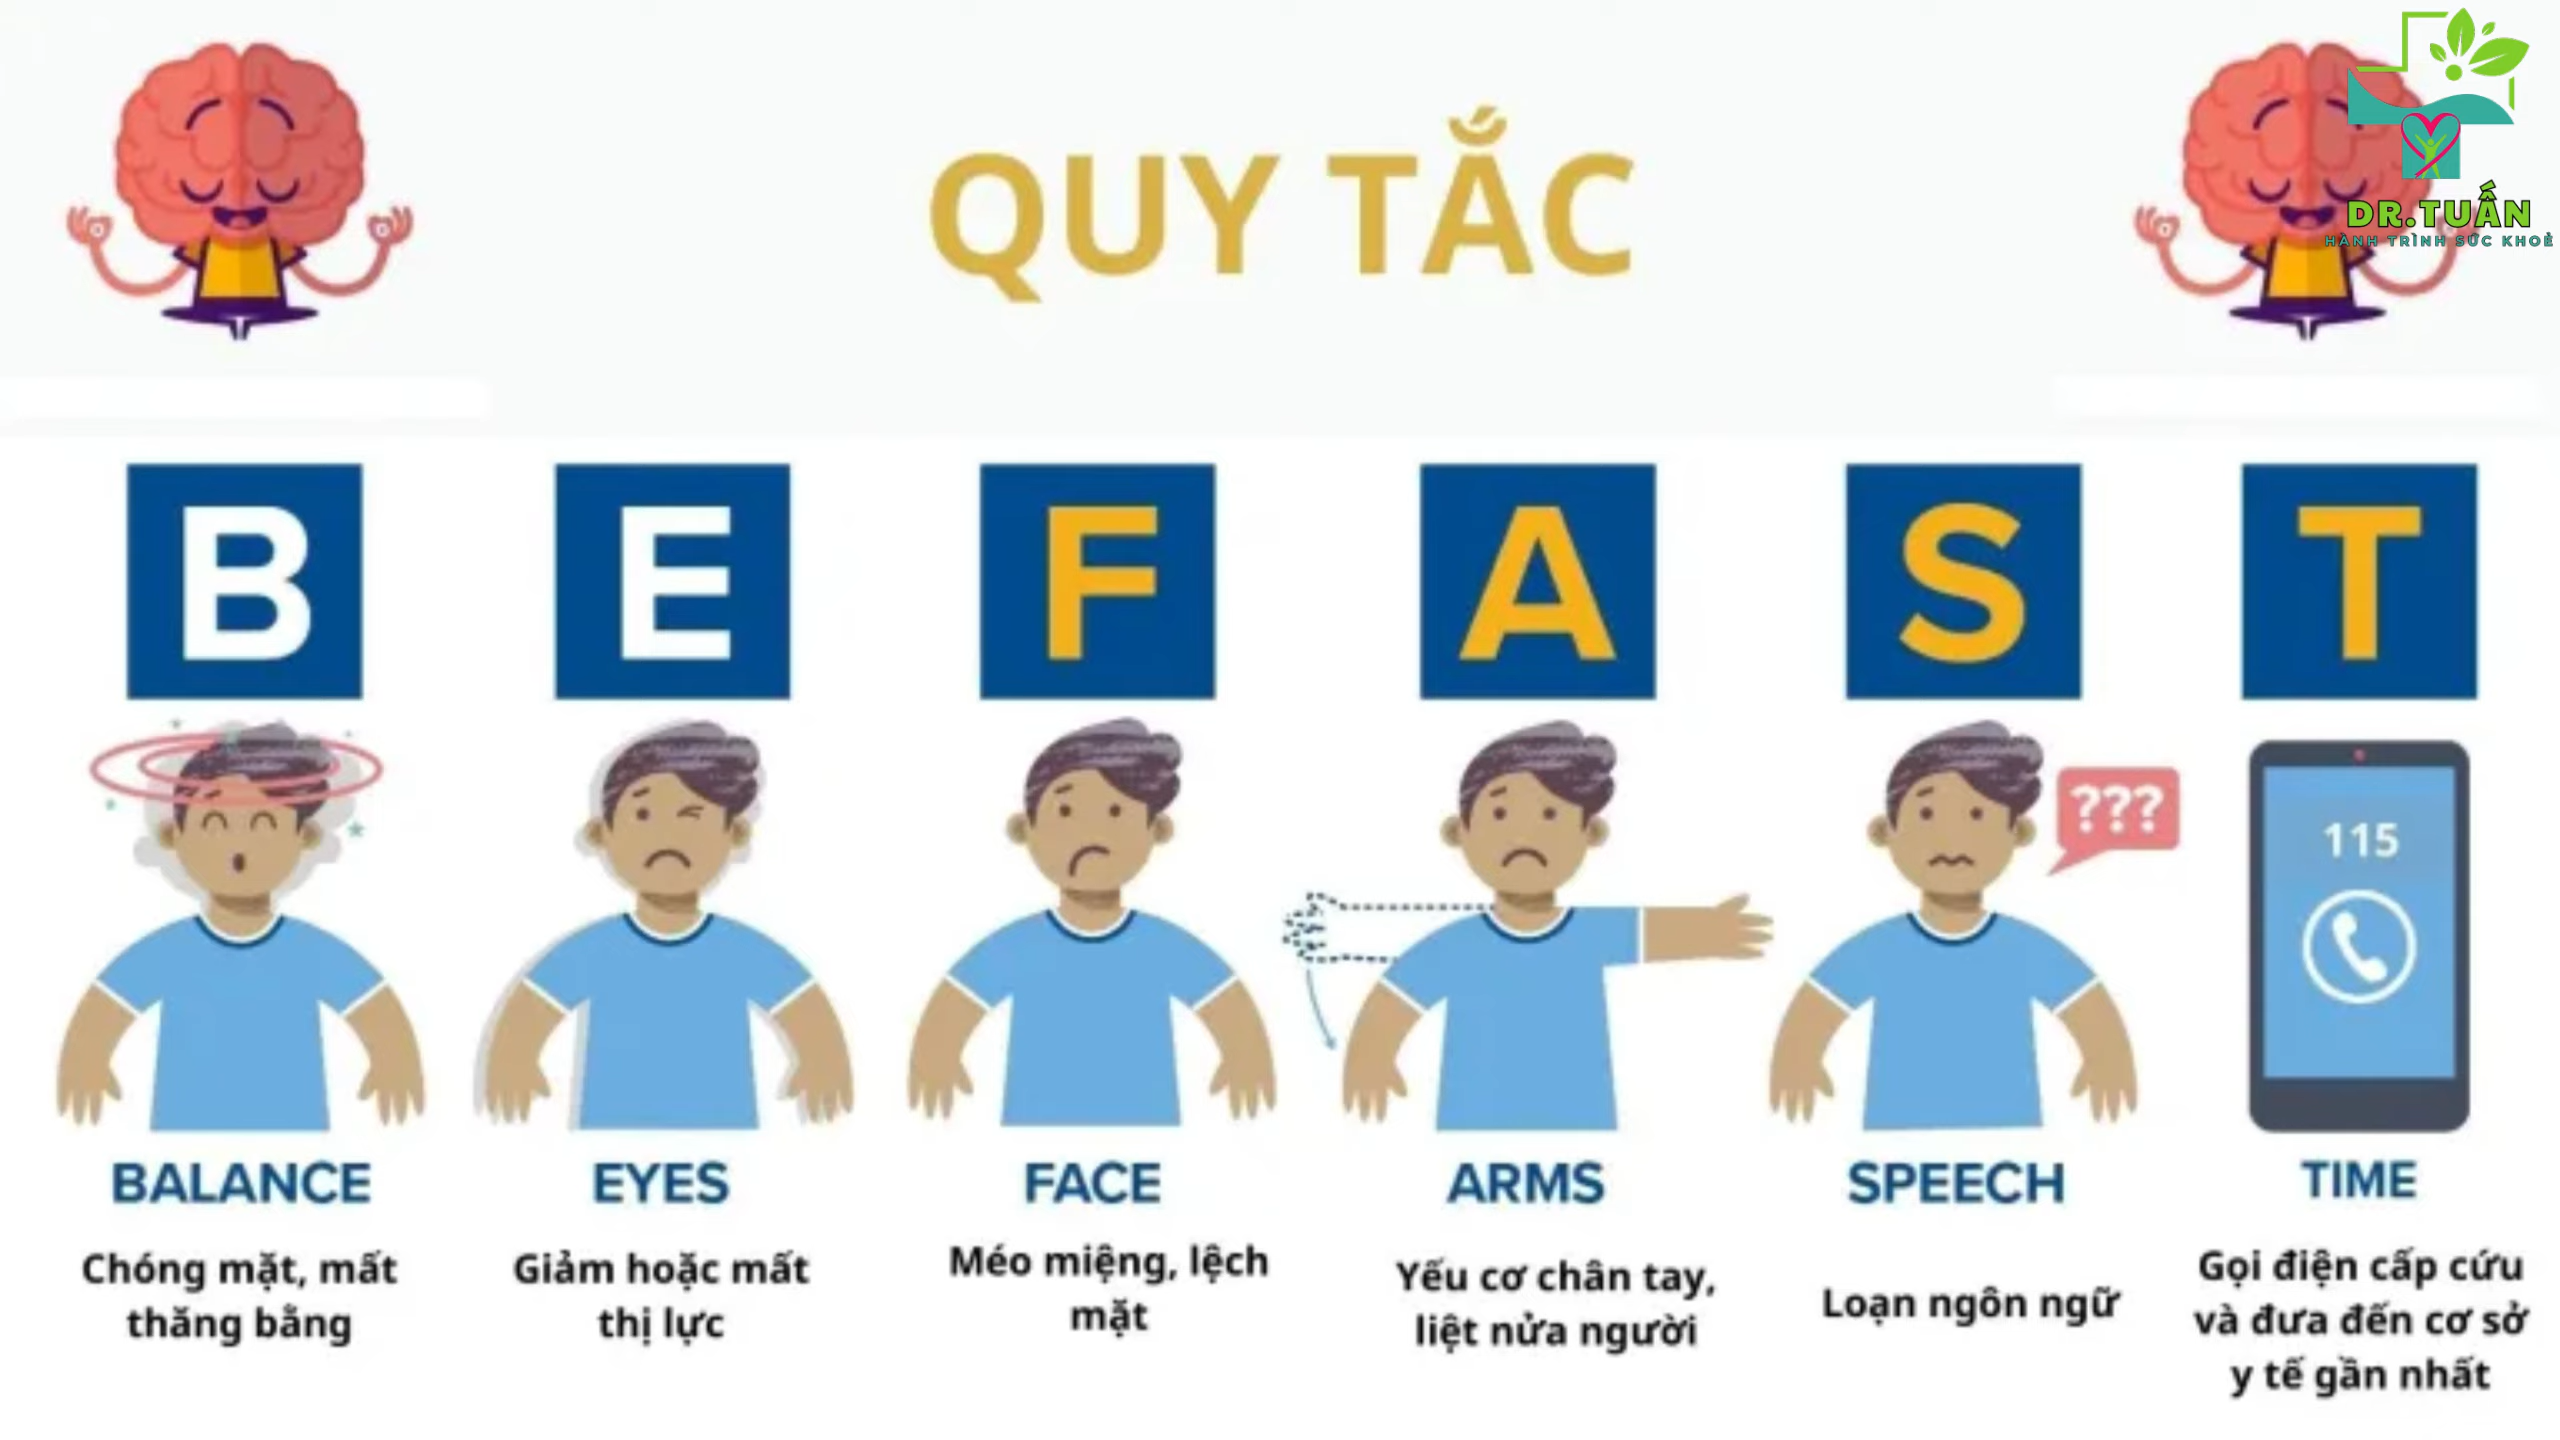 QUY TẮC
DR.TUẤN
HÀNH TRÌNH SỨC KHOẺ
B E F A S T
???
115
BALANCE
Chóng mặt, mất
thăng bằng
EYES
Giảm hoặc mất
thị lực
FACE
Méo miệng, lệch
mặt
ARMS
Yếu cơ chân tay,
liệt nửa người
SPEECH
Loạn ngôn ngữ
TIME
Gọi điện cấp cứu
và đưa đến cơ sở
y tế gần nhất